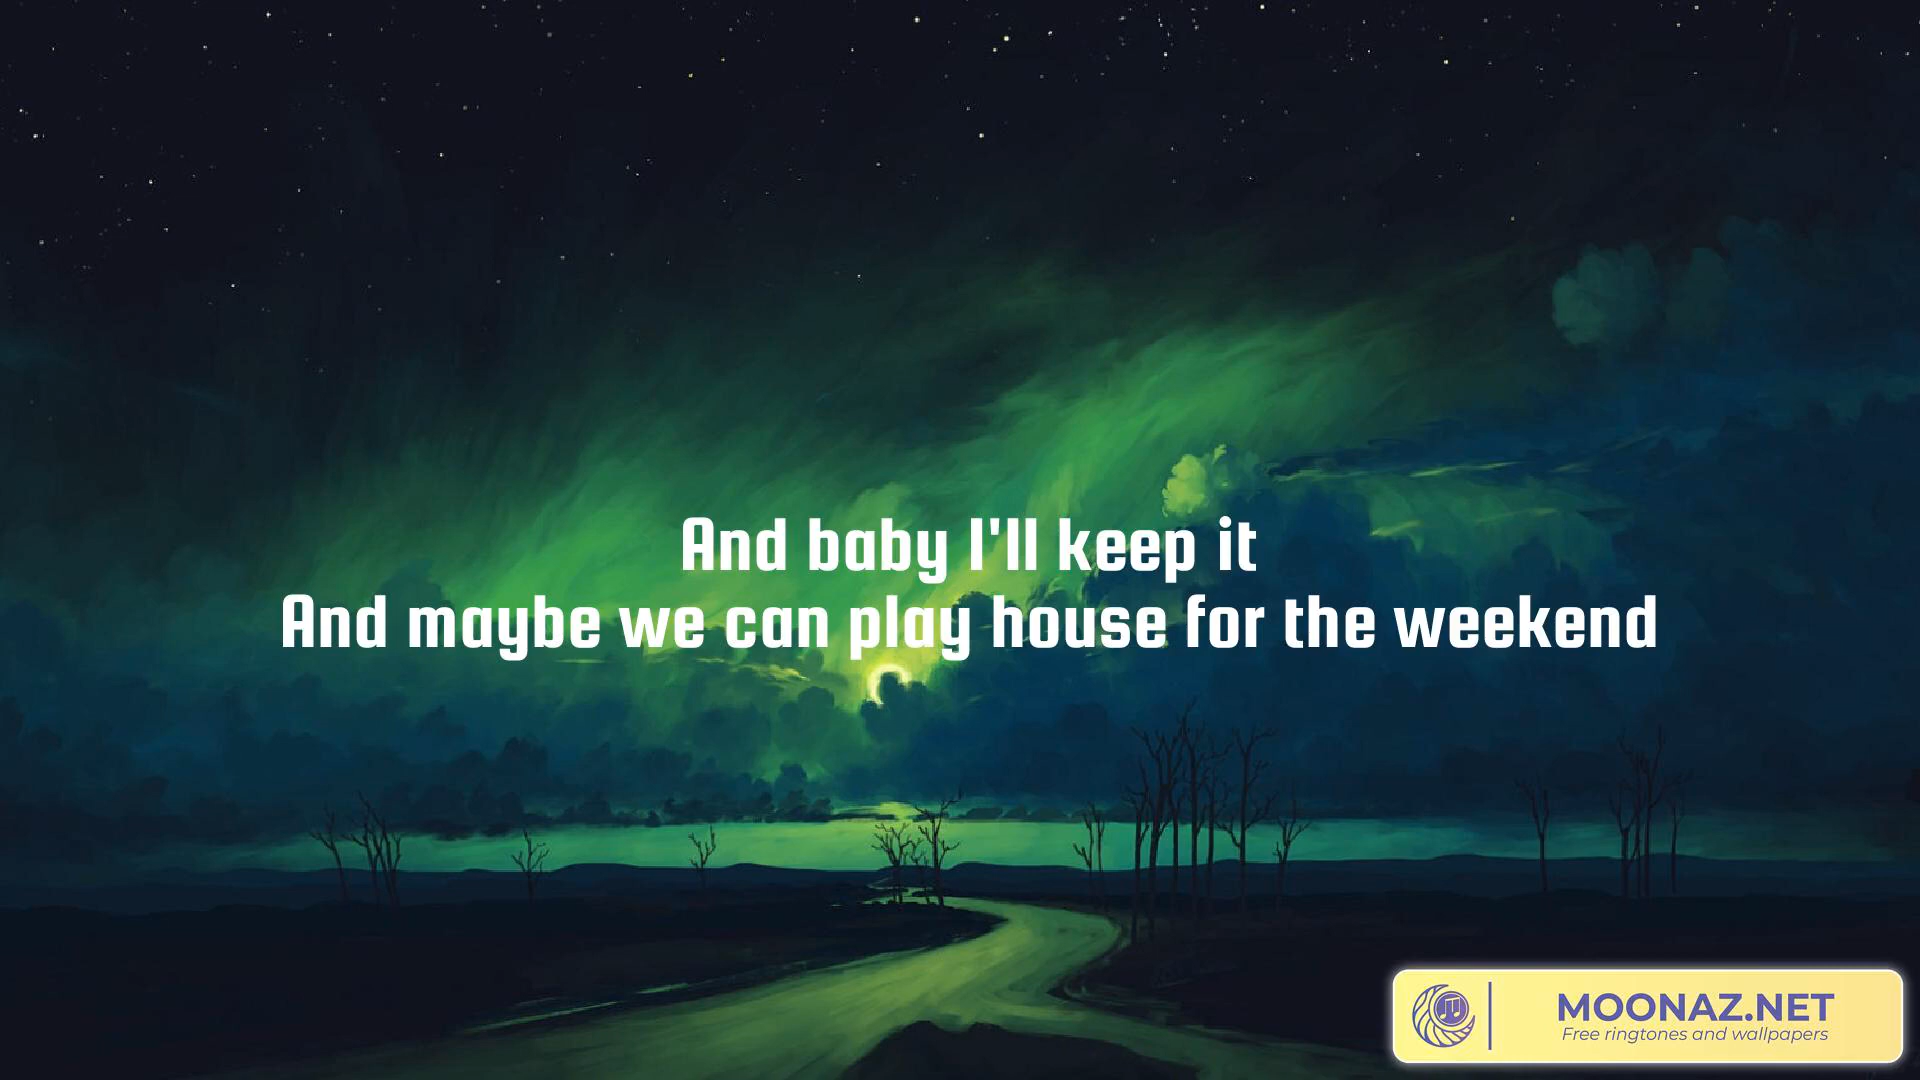 And baby I'll keep it
And maybe we can play house for the weekend
MOONAZ.NET
Free ringtones and wallpapers